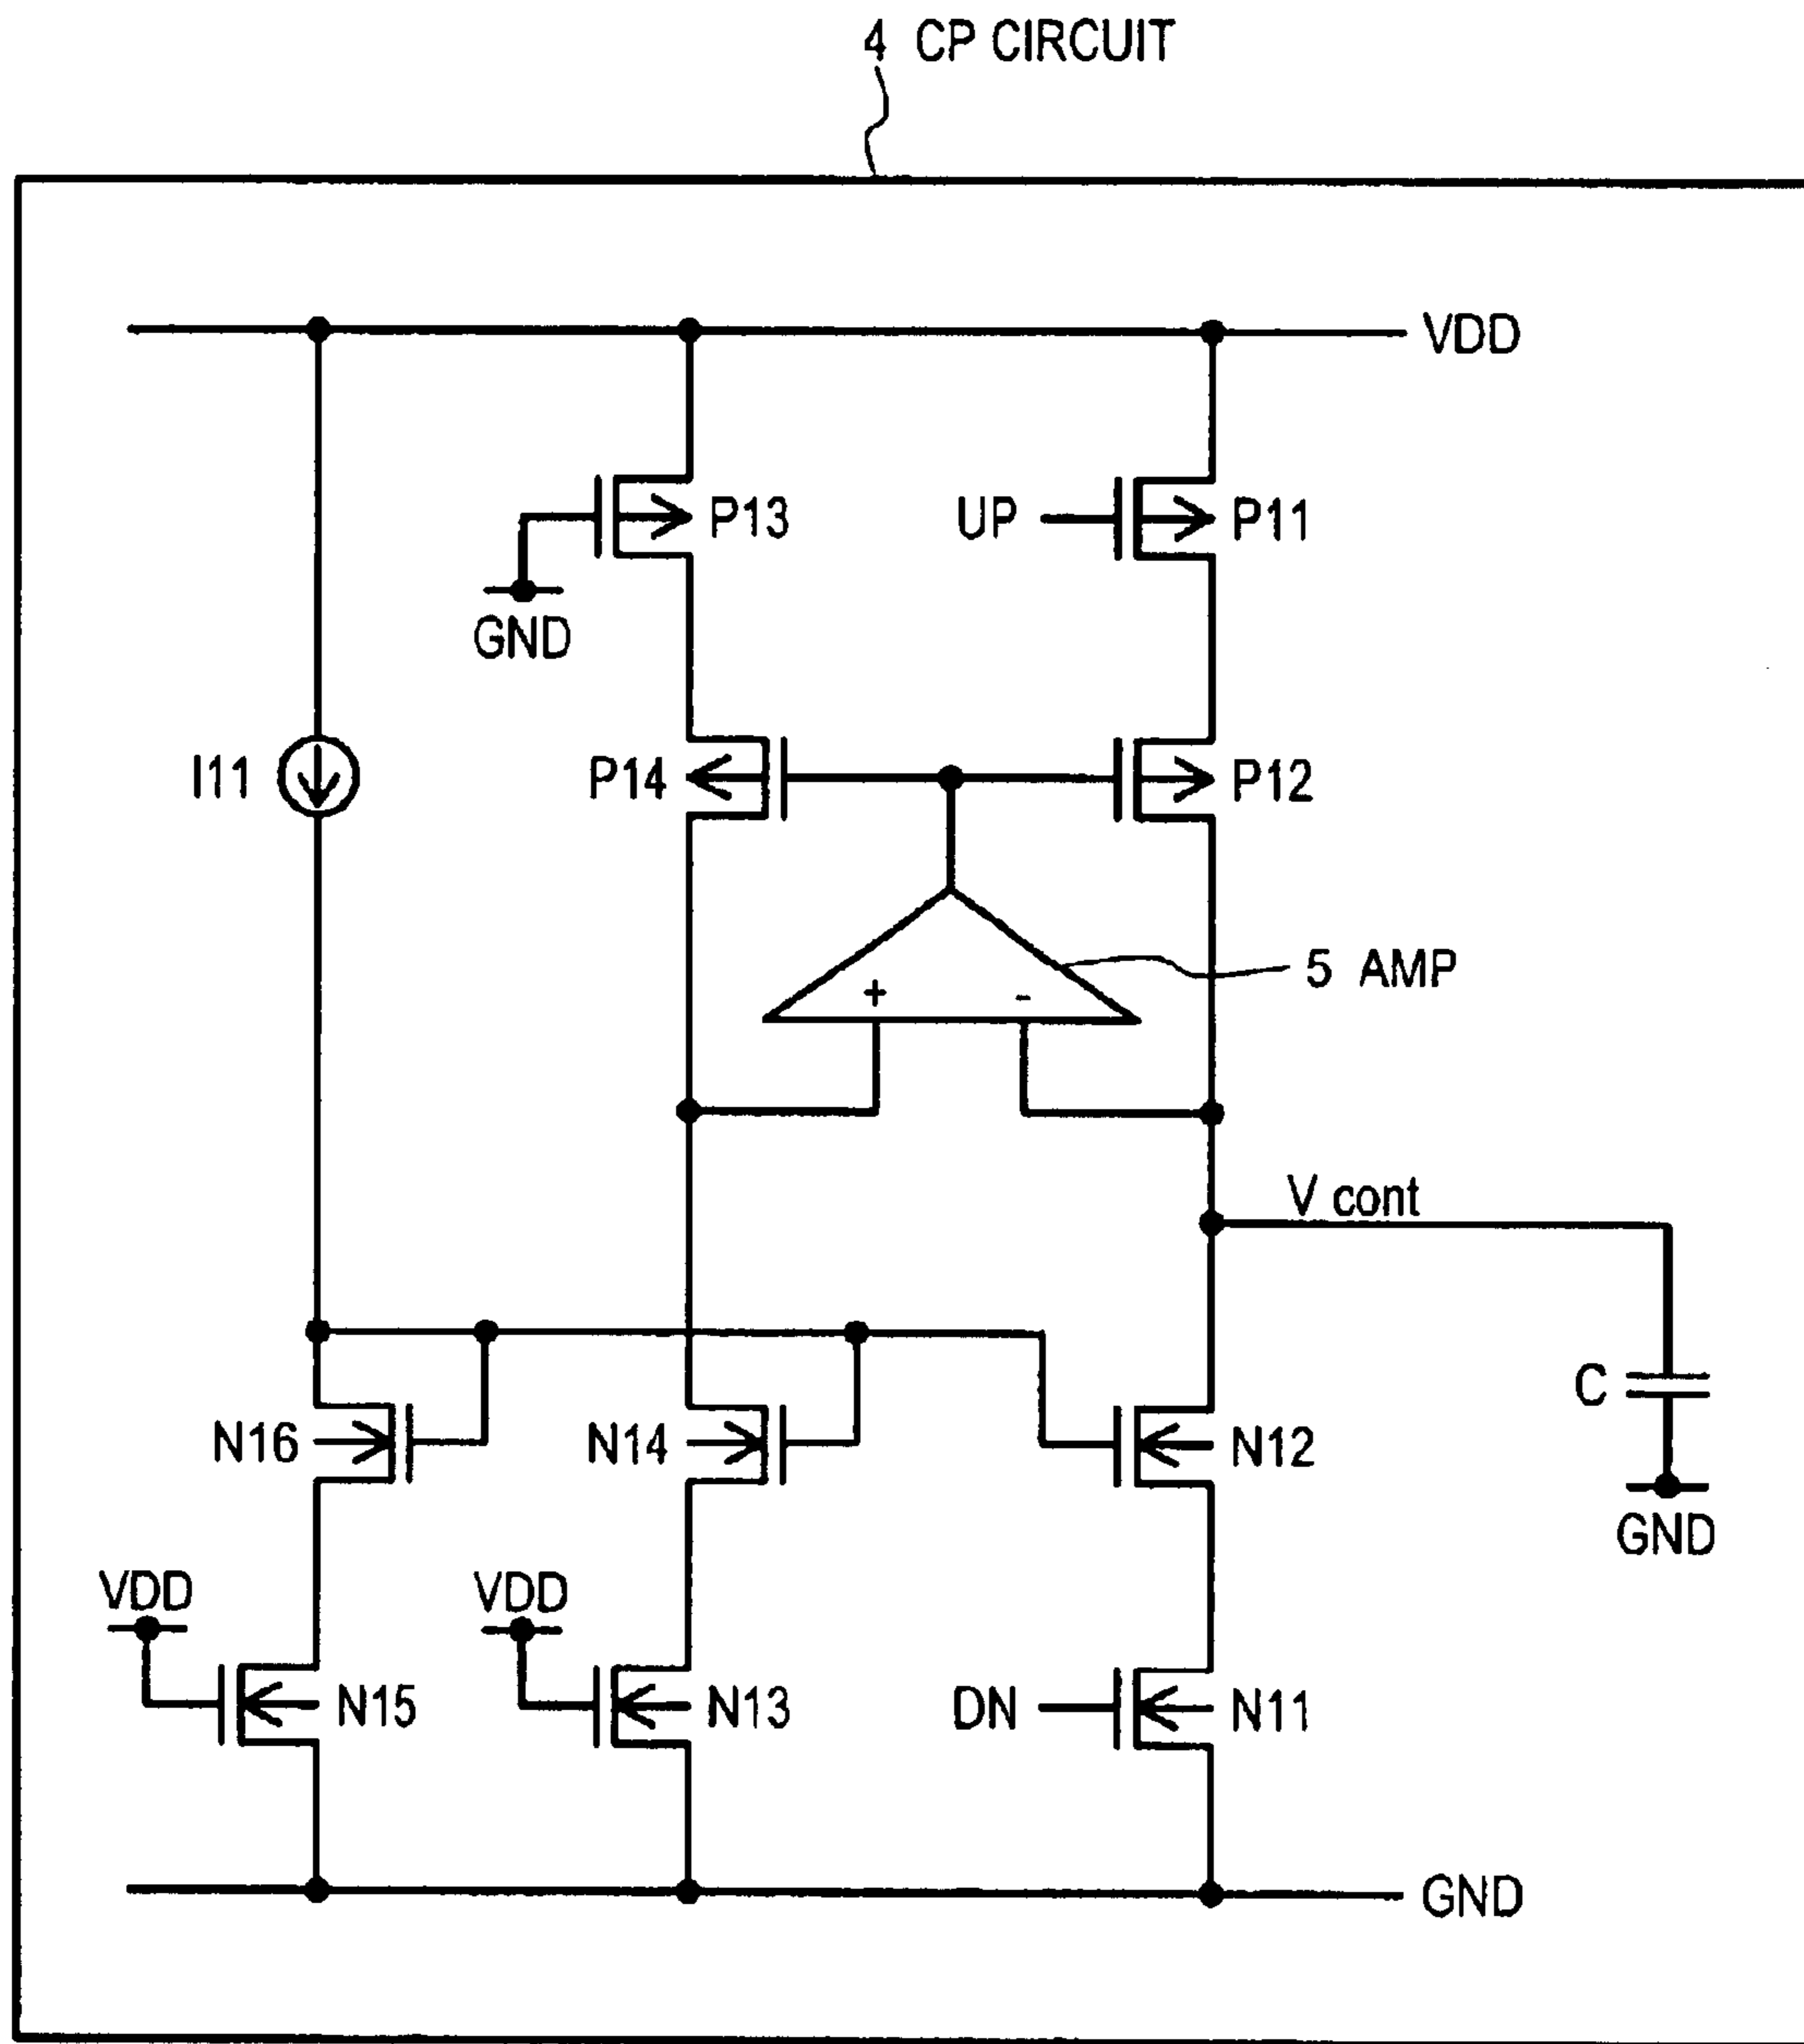 4 CP CIRCUIT
VDD
P13
UP
P11
GND
I11
P14
P12
+
-
5 AMP
V cont
C
N16
N14
N12
GND
VDD
VDD
N15
N13
DN
N11
GND